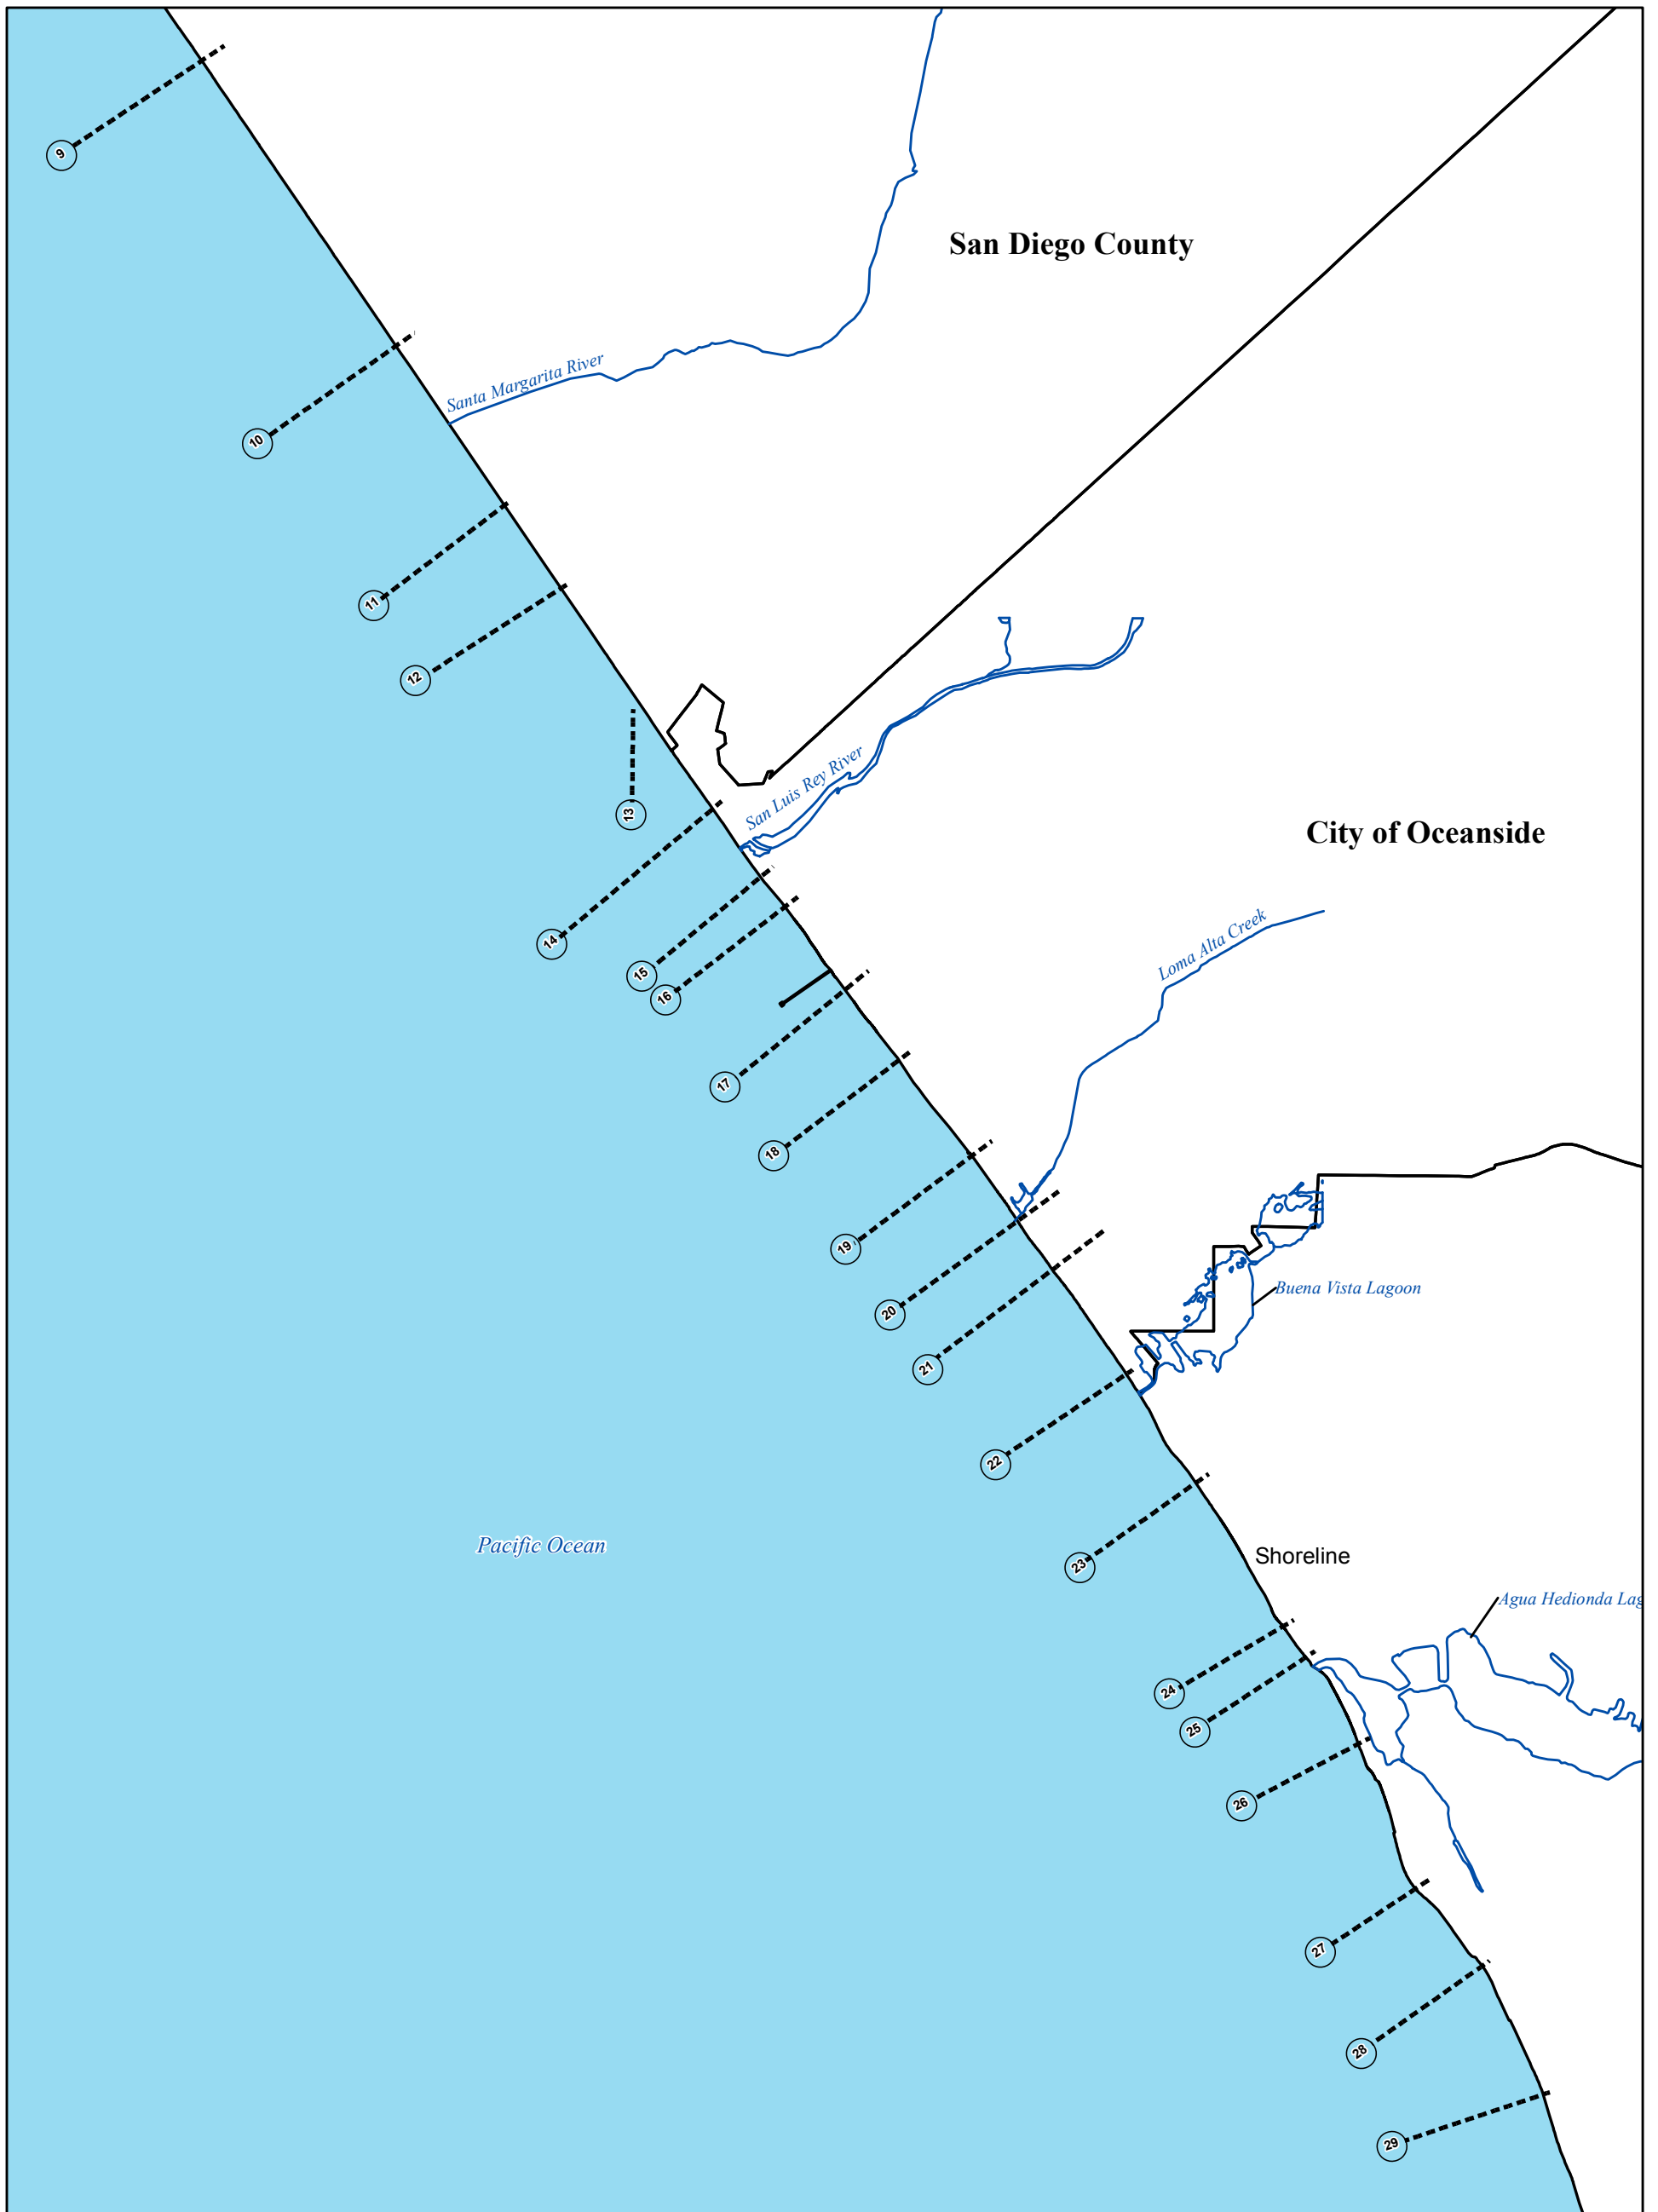 9
San Diego County
Santa Margarita River
10
11
12
San Luis Rey River
13
City of Oceanside
14
Loma Alta Creek
15
16
17
18
19
Buena Vista Lagoon
20
21
22
Pacific Ocean
Shoreline
23
Agua Hedionda Lag
24
25
26
27
28
29